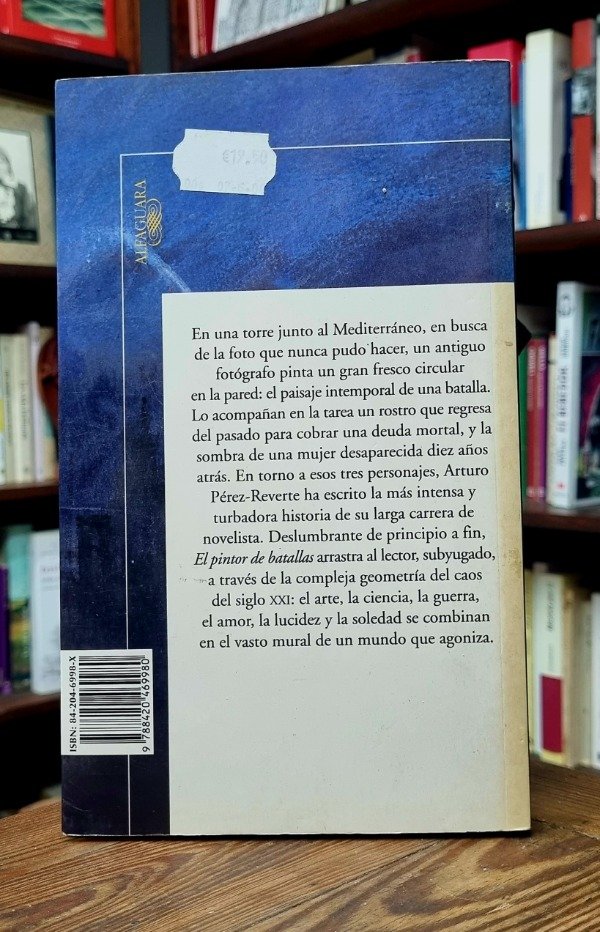 €19.50
ALFAGUARA
En una torre junto al Mediterráneo, en busca
de la foto que nunca pudo hacer, un antiguo
fotógrafo pinta un gran fresco circular
en la pared: el paisaje intemporal de una batalla.
Lo acompañan en la tarea un rostro que regresa
del pasado para cobrar una deuda mortal, y la
sombra de una mujer desaparecida diez años
atrás. En torno a esos tres personajes, Arturo
Pérez-Reverte ha escrito la más intensa y
turbadora historia de su larga carrera de
novelista. Deslumbrante de principio a fin,
El pintor de batallas arrastra al lector, subyugado,
a través de la compleja geometría del caos
del siglo XXI: el arte, la ciencia, la guerra,
el amor, la lucidez y la soledad se combinan
en el vasto mural de un mundo que agoniza.
ISBN: 84-204-6998-X
9 788420 469980